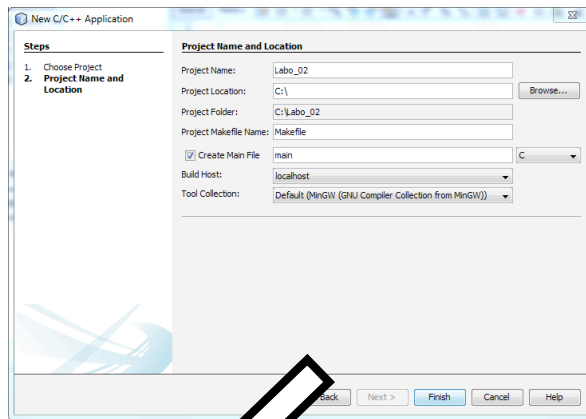 New C/C++ Application
Steps
1. Choose Project
2. Project Name and Location
Project Name and Location
Project Name: Labo_02
Project Location: C:\ Browse...
Project Folder: C:\Labo_02
Project Makefile Name: Makefile
Create Main File main C
Build Host: localhost
Tool Collection: Default (MinGW (GNU Compiler Collection from MinGW))
Back Next > Finish Cancel Help